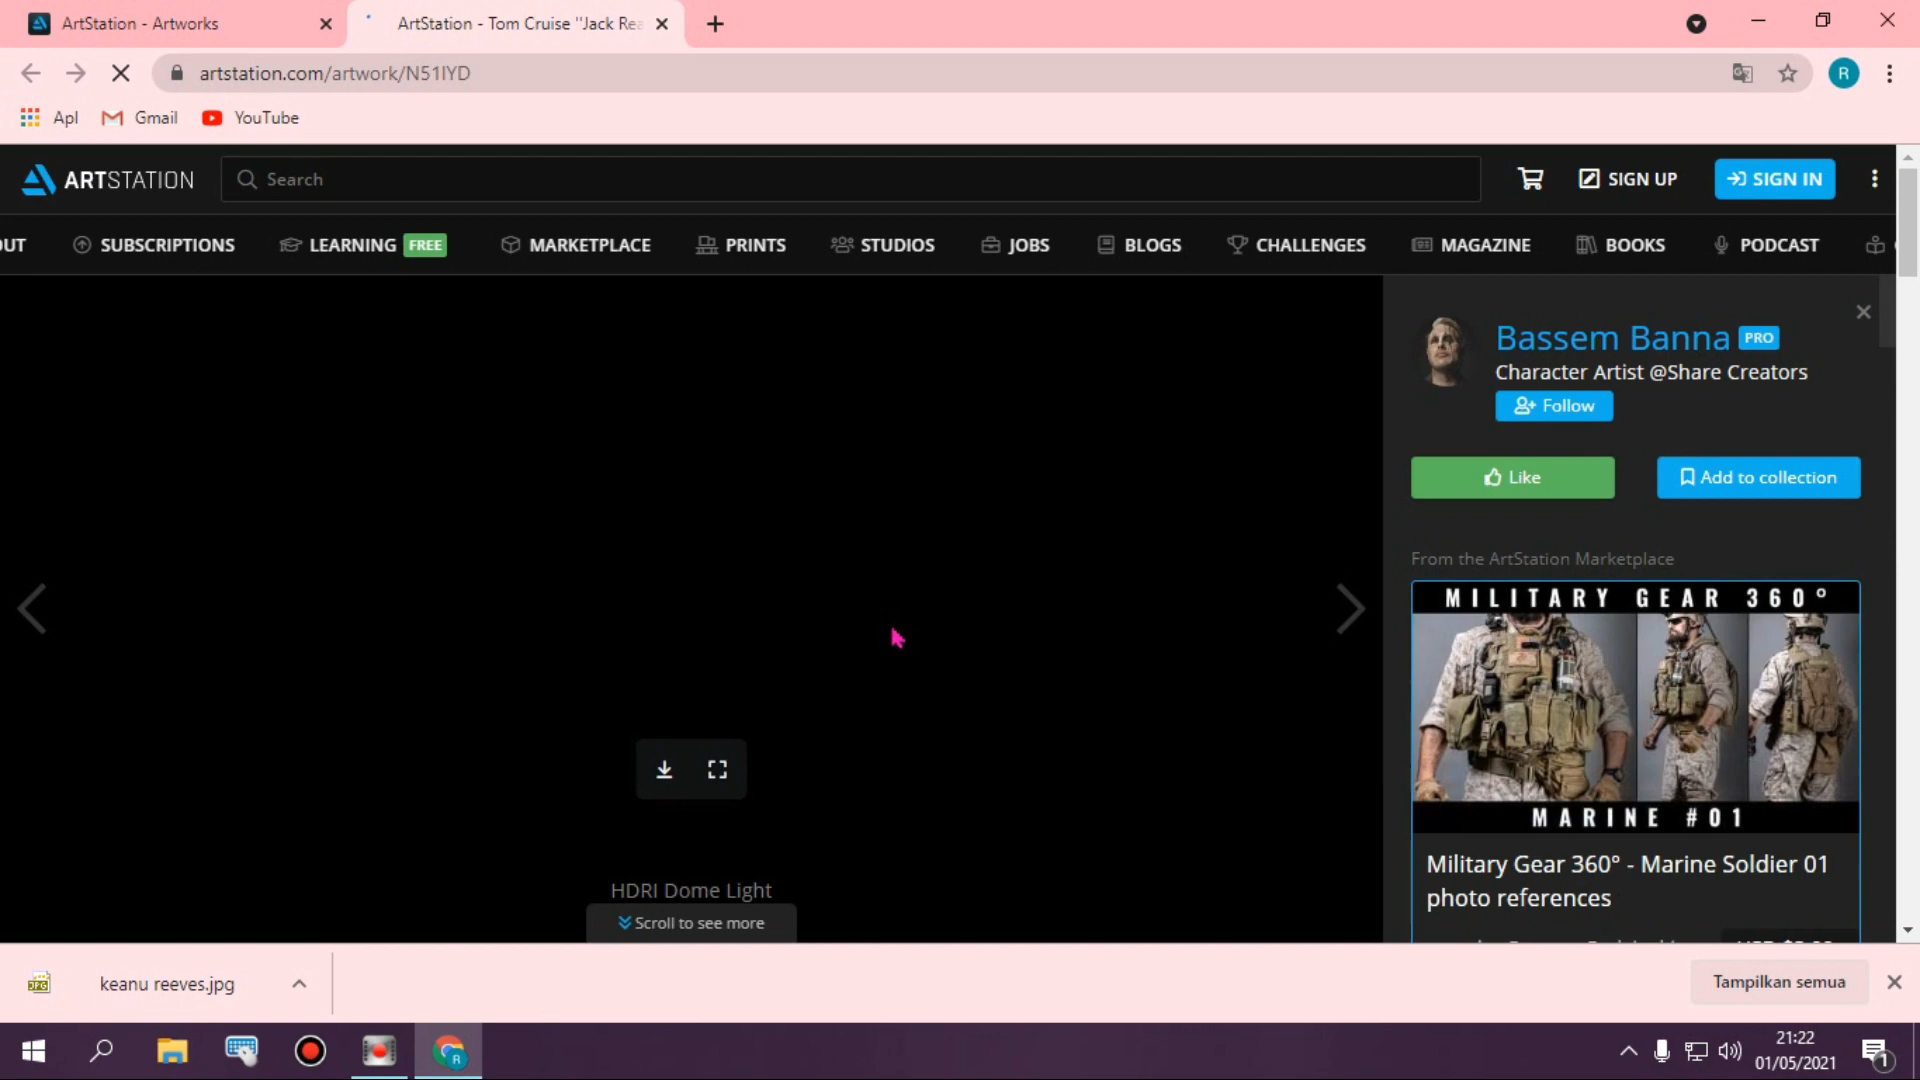 ArtStation - Artworks
ArtStation - Tom Cruise "Jack Rea
artstation.com/artwork/N51lYD
R
Apl
Gmail
YouTube
ARTSTATION
Search
SIGN UP
SIGN IN
OUT
SUBSCRIPTIONS
LEARNING FREE
MARKETPLACE
PRINTS
STUDIOS
JOBS
BLOGS
CHALLENGES
MAGAZINE
BOOKS
PODCAST
Bassem Banna PRO
Character Artist @Share Creators
Follow
Like
Add to collection
From the ArtStation Marketplace
MILITARY GEAR 360°
MARINE #01
Military Gear 360° - Marine Soldier 01
photo references
HDRI Dome Light
Scroll to see more
JPG
keanu reeves.jpg
Tampilkan semua
R
21:22
01/05/2021
1